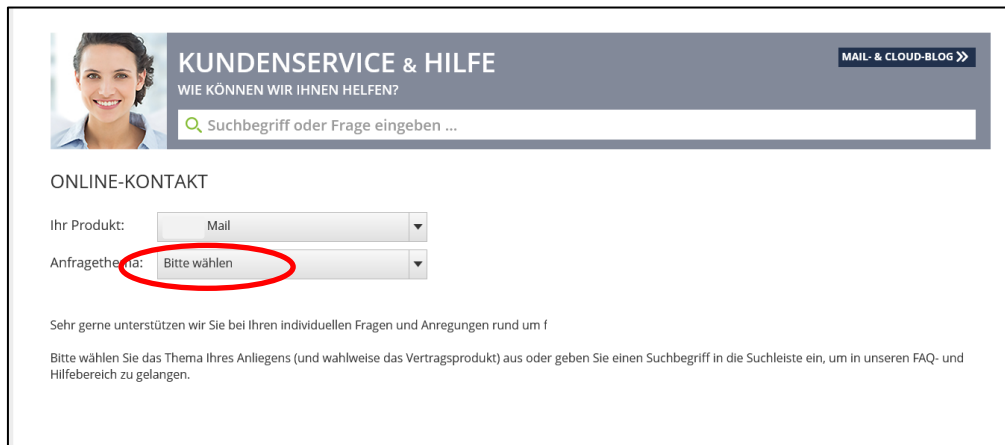 KUNDENSERVICE & HILFE
MAIL- & CLOUD-BLOG
WIE KÖNNEN WIR IHNEN HELFEN?
Suchbegriff oder Frage eingeben ...
ONLINE-KONTAKT
Ihr Produkt: Mail
Anfragethema: Bitte wählen
Sehr gerne unterstützen wir Sie bei Ihren individuellen Fragen und Anregungen rund um f
Bitte wählen Sie das Thema Ihres Anliegens (und wahlweise das Vertragsprodukt) aus oder geben Sie einen Suchbegriff in die Suchleiste ein, um in unseren FAQ- und
Hilfebereich zu gelangen.